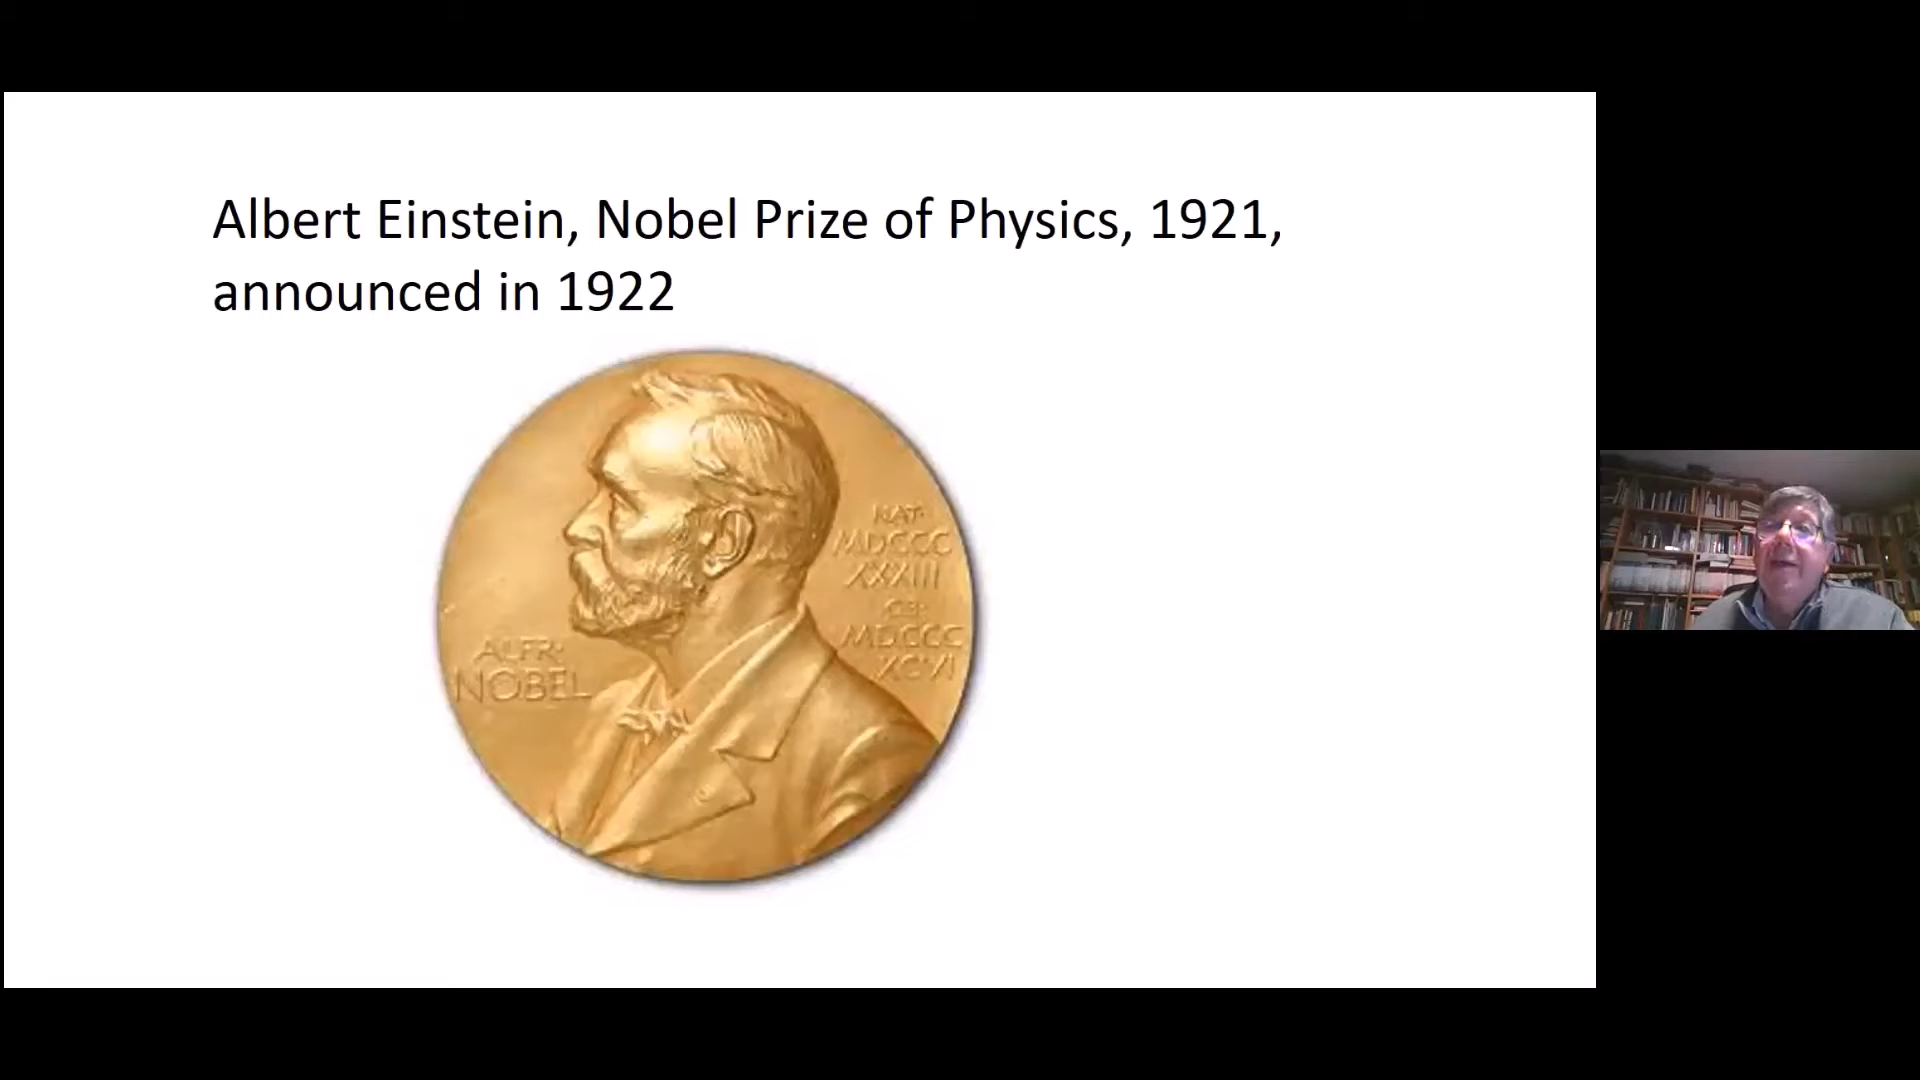 Albert Einstein, Nobel Prize of Physics, 1921,
announced in 1922
NAT·
MDCCC
XXXIII
OB·
MDCCC
XCVI
ALFR·
NOBEL